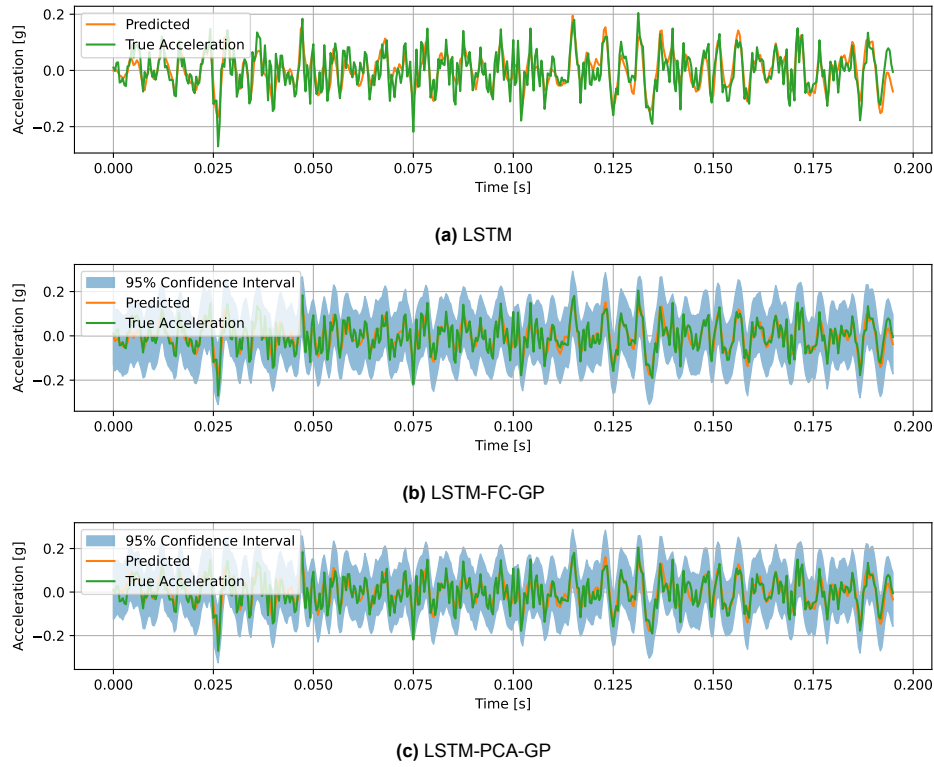 Acceleration [g]
0.2
0.0
−0.2
Predicted
True Acceleration
0.000 0.025 0.050 0.075 0.100 0.125 0.150 0.175 0.200
Time [s]
(a) LSTM
Acceleration [g]
0.2
0.0
−0.2
95% Confidence Interval
Predicted
True Acceleration
0.000 0.025 0.050 0.075 0.100 0.125 0.150 0.175 0.200
Time [s]
(b) LSTM-FC-GP
Acceleration [g]
0.2
0.0
−0.2
95% Confidence Interval
Predicted
True Acceleration
0.000 0.025 0.050 0.075 0.100 0.125 0.150 0.175 0.200
Time [s]
(c) LSTM-PCA-GP